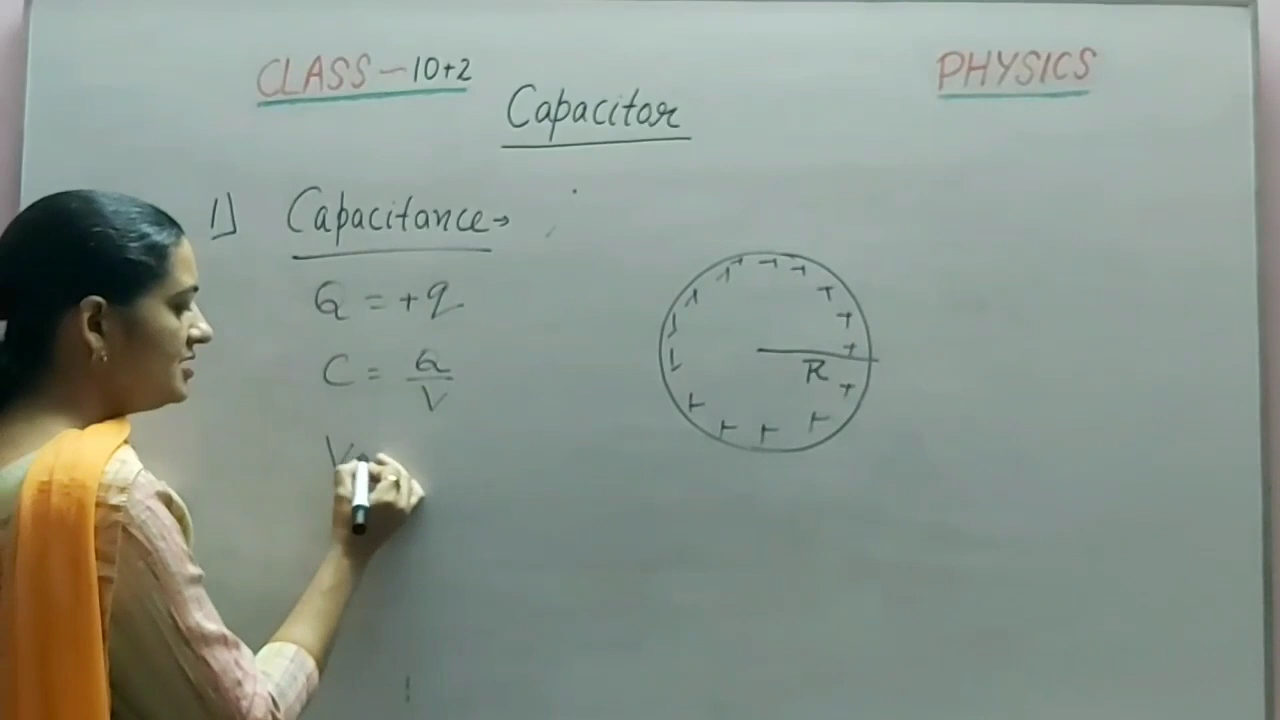 CLASS - 10+2
PHYSICS
Capacitor
1) Capacitance →
Q = +q
C = Q/V
V
R
+ + + + + + + + + + + + + + + + +